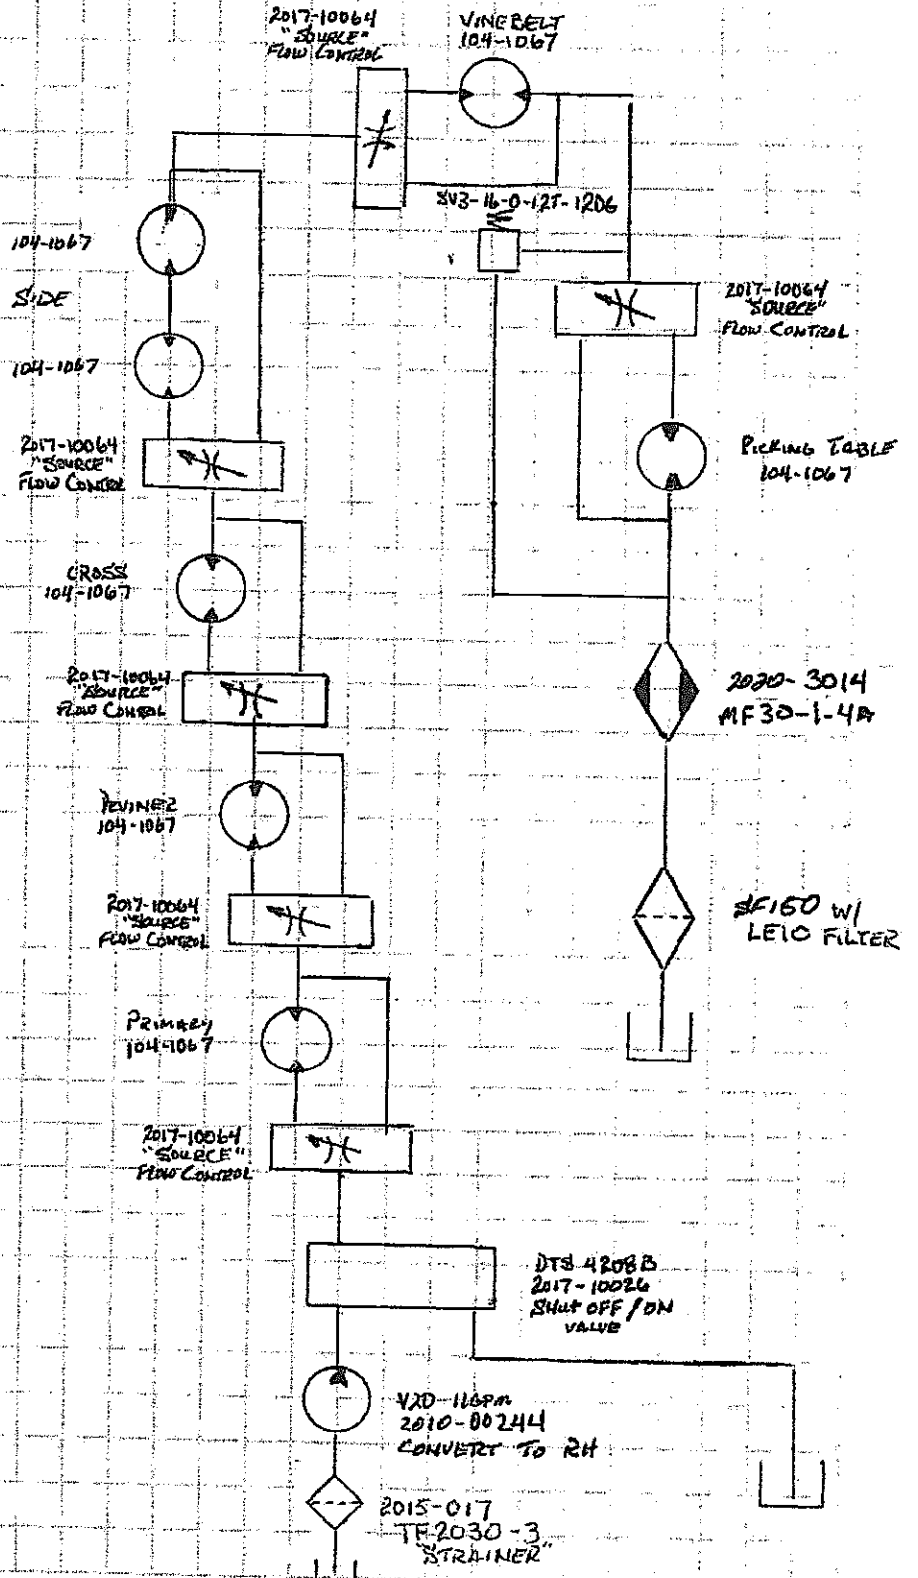 2017-10064
"SOURCE"
FLOW CONTROL
VINEBELT
104-1067
SV3-16-0-12T-12DG
104-1067
SIDE
104-1067
2017-10064
"SOURCE"
FLOW CONTROL
2017-10064
"SOURCE"
FLOW CONTROL
PICKING TABLE
104-1067
CROSS
104-1067
2017-10064
"SOURCE"
FLOW CONTROL
2020-3014
MF30-1-4A
104-1067
2017-10064
"SOURCE"
FLOW CONTROL
SF150 W/
LE10 FILTER
PRIMARY
104-1067
2017-10064
"SOURCE"
FLOW CONTROL
DTS 4208B
2017-10026
SHUT OFF / ON
VALVE
V20-11GPM
2010-00244
CONVERT TO RH
2015-017
TF2030-3
"STRAINER"